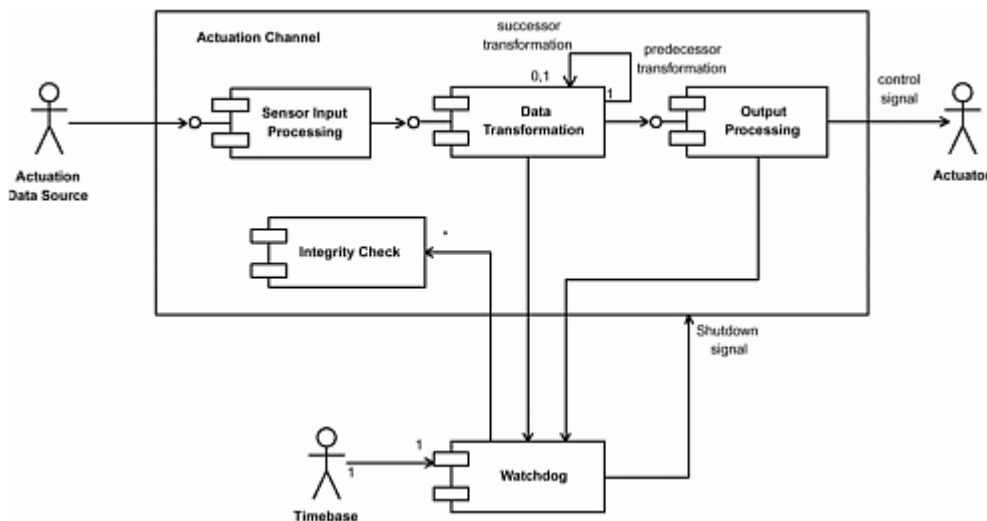 successor
transformation
Actuation Channel
predecessor
transformation
0,1
1
control
signal
Sensor Input
Processing
Data
Transformation
Output
Processing
Actuation
Data Source
Actuator
*
Integrity Check
Shutdown
signal
1
1
Watchdog
Timebase